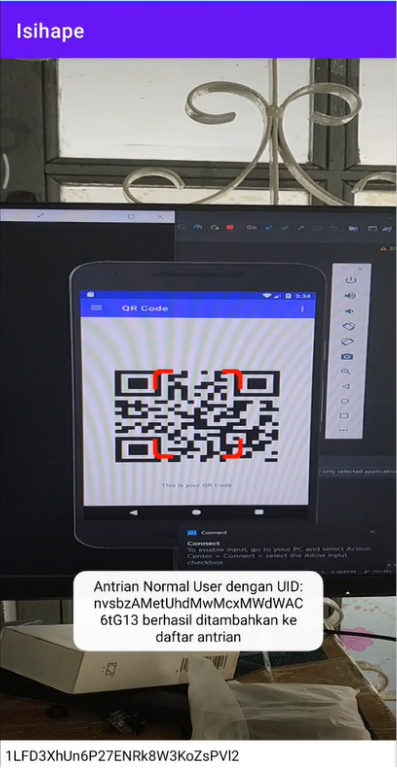 Isihape
3:34
QR Code
This is your QR Code
only selected application
Connect
Connect
To enable input, go to your PC and select Action
Center > Connect > select the Allow input
checkbox
Antrian Normal User dengan UID:
nvsbzAMetUhdMwMcxMWdWAC
6tG13 berhasil ditambahkan ke
daftar antrian
1LFD3XhUn6P27ENRk8W3KoZsPVl2